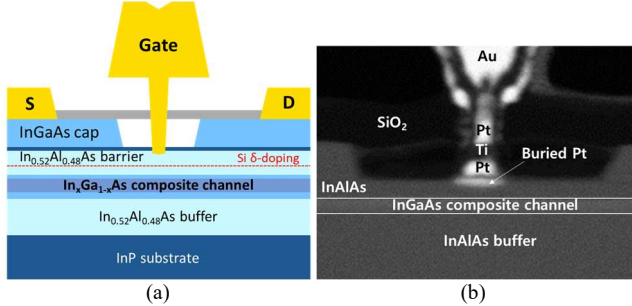 Gate
S
D
InGaAs cap
In0.52Al0.48As barrier
Si δ-doping
InxGa1-xAs composite channel
In0.52Al0.48As buffer
InP substrate
(a)
Au
SiO2
Pt
Ti
Pt
Buried Pt
InAlAs
InGaAs composite channel
InAlAs buffer
(b)